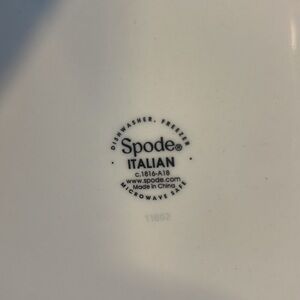 DISHWASHER, FREEZER
Spode®
ITALIAN
c.1816-A18
www.spode.com
Made in China
MICROWAVE SAFE